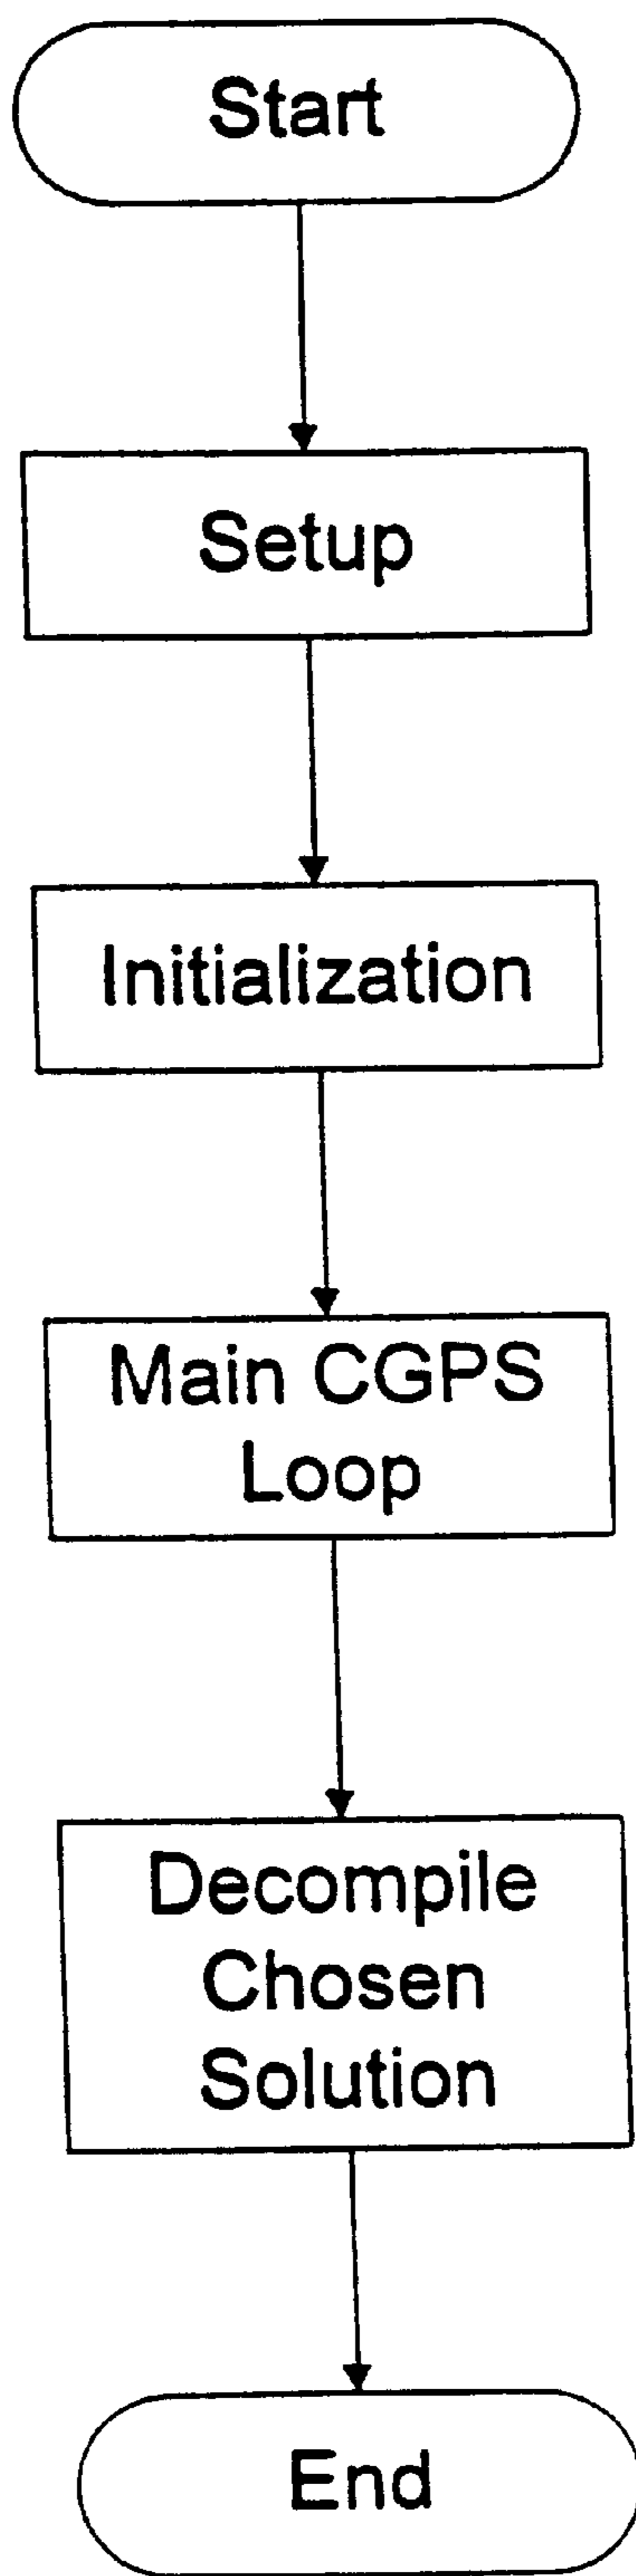 Start
Setup
Initialization
Main CGPS
Loop
Decompile
Chosen
Solution
End